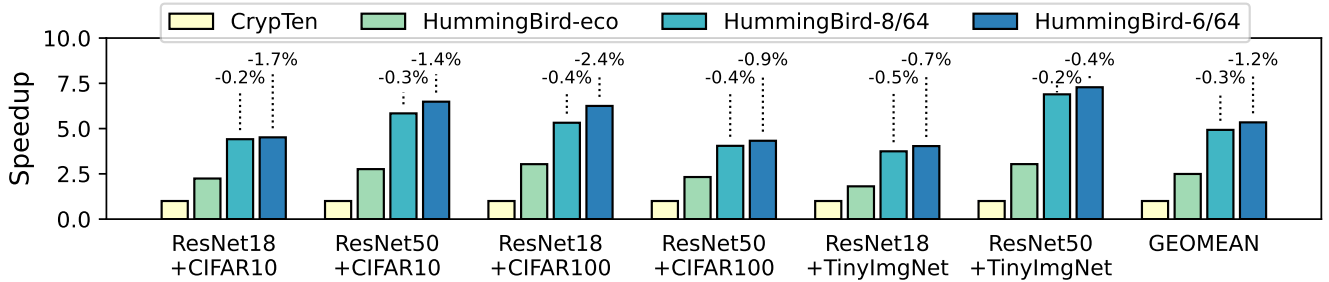 CrypTen HummingBird-eco HummingBird-8/64 HummingBird-6/64
10.0
7.5
5.0
2.5
0.0
Speedup
-1.7%
-0.2%
-1.4%
-0.3%
-2.4%
-0.4%
-0.9%
-0.4%
-0.7%
-0.5%
-0.4%
-0.2%
-1.2%
-0.3%
ResNet18
+CIFAR10
ResNet50
+CIFAR10
ResNet18
+CIFAR100
ResNet50
+CIFAR100
ResNet18
+TinyImgNet
ResNet50
+TinyImgNet
GEOMEAN